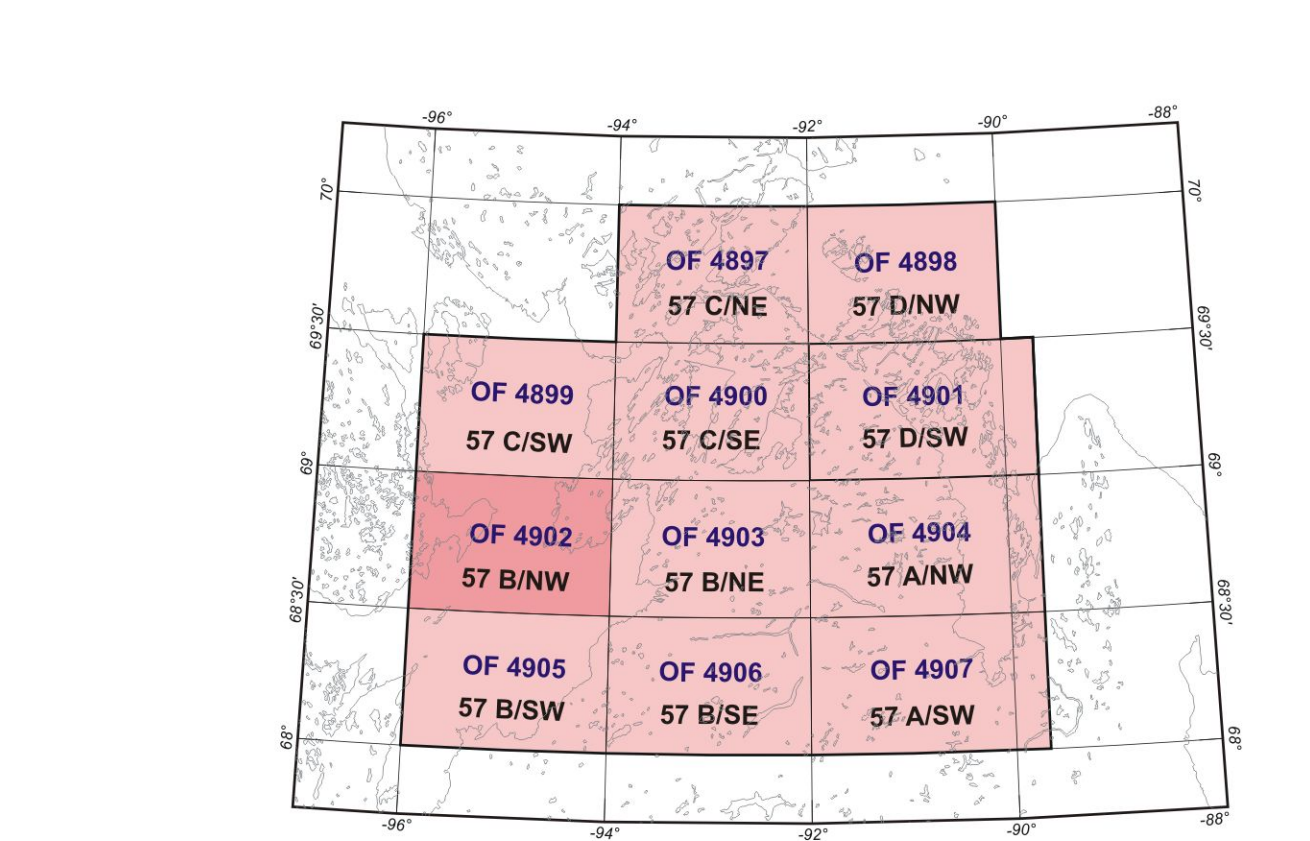 -96°
-94°
-92°
-90°
-88°
70°
70°
OF 4897
OF 4898
57 C/NE
57 D/NW
69°30'
69°30'
OF 4899
OF 4900
OF 4901
57 C/SW
57 C/SE
57 D/SW
69°
69°
OF 4902
OF 4903
OF 4904
57 B/NW
57 B/NE
57 A/NW
68°30'
68°30'
OF 4905
OF 4906
OF 4907
57 B/SW
57 B/SE
57 A/SW
68°
68°
-96°
-94°
-92°
-90°
-88°